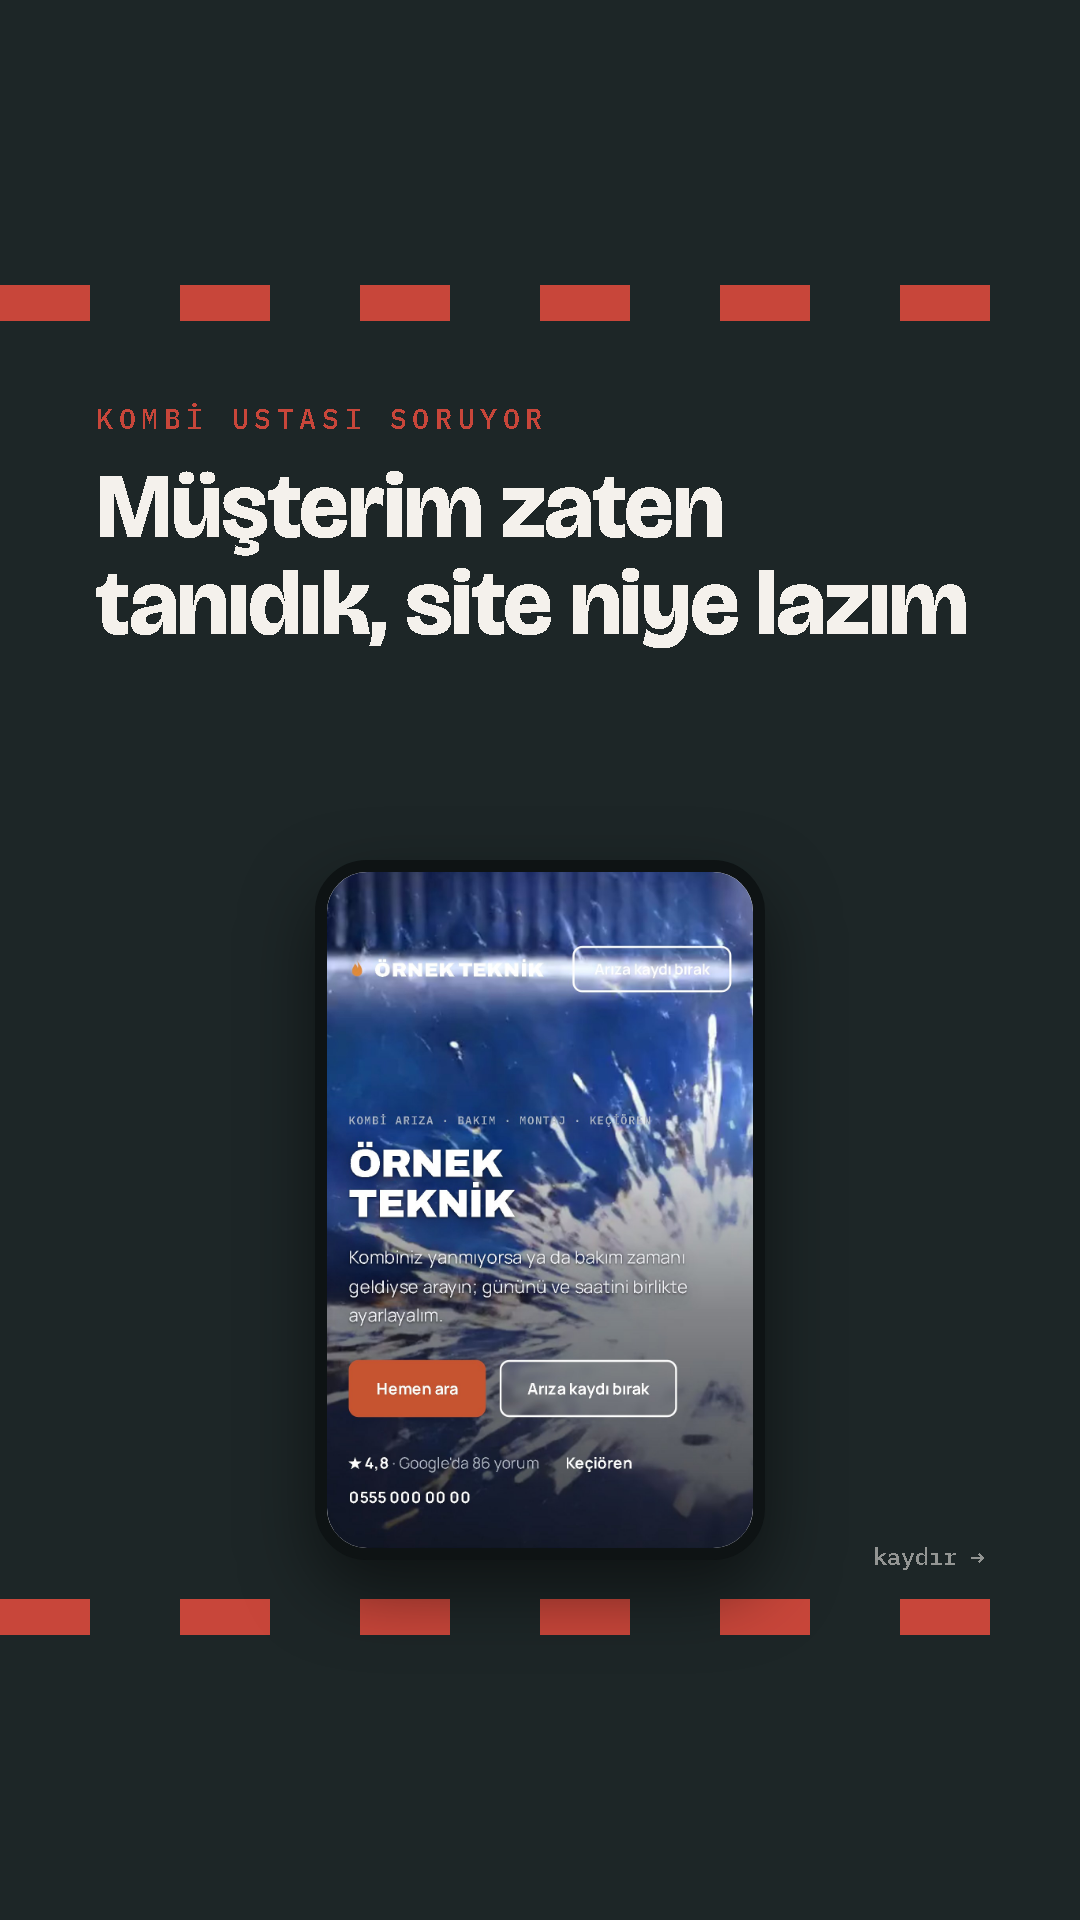 KOMBİ USTASI SORUYOR
Müşterim zaten
tanıdık, site niye lazım
ÖRNEK TEKNİK
Arıza kaydı bırak
KOMBİ ARIZA · BAKIM · MONTAJ · KEÇİÖREN
ÖRNEK
TEKNİK
Kombiniz yanmıyorsa ya da bakım zamanı
geldiyse arayın; gününü ve saatini birlikte
ayarlayalım.
Hemen ara
Arıza kaydı bırak
★ 4,8 · Google'da 86 yorum Keçiören
0555 000 00 00
kaydır →